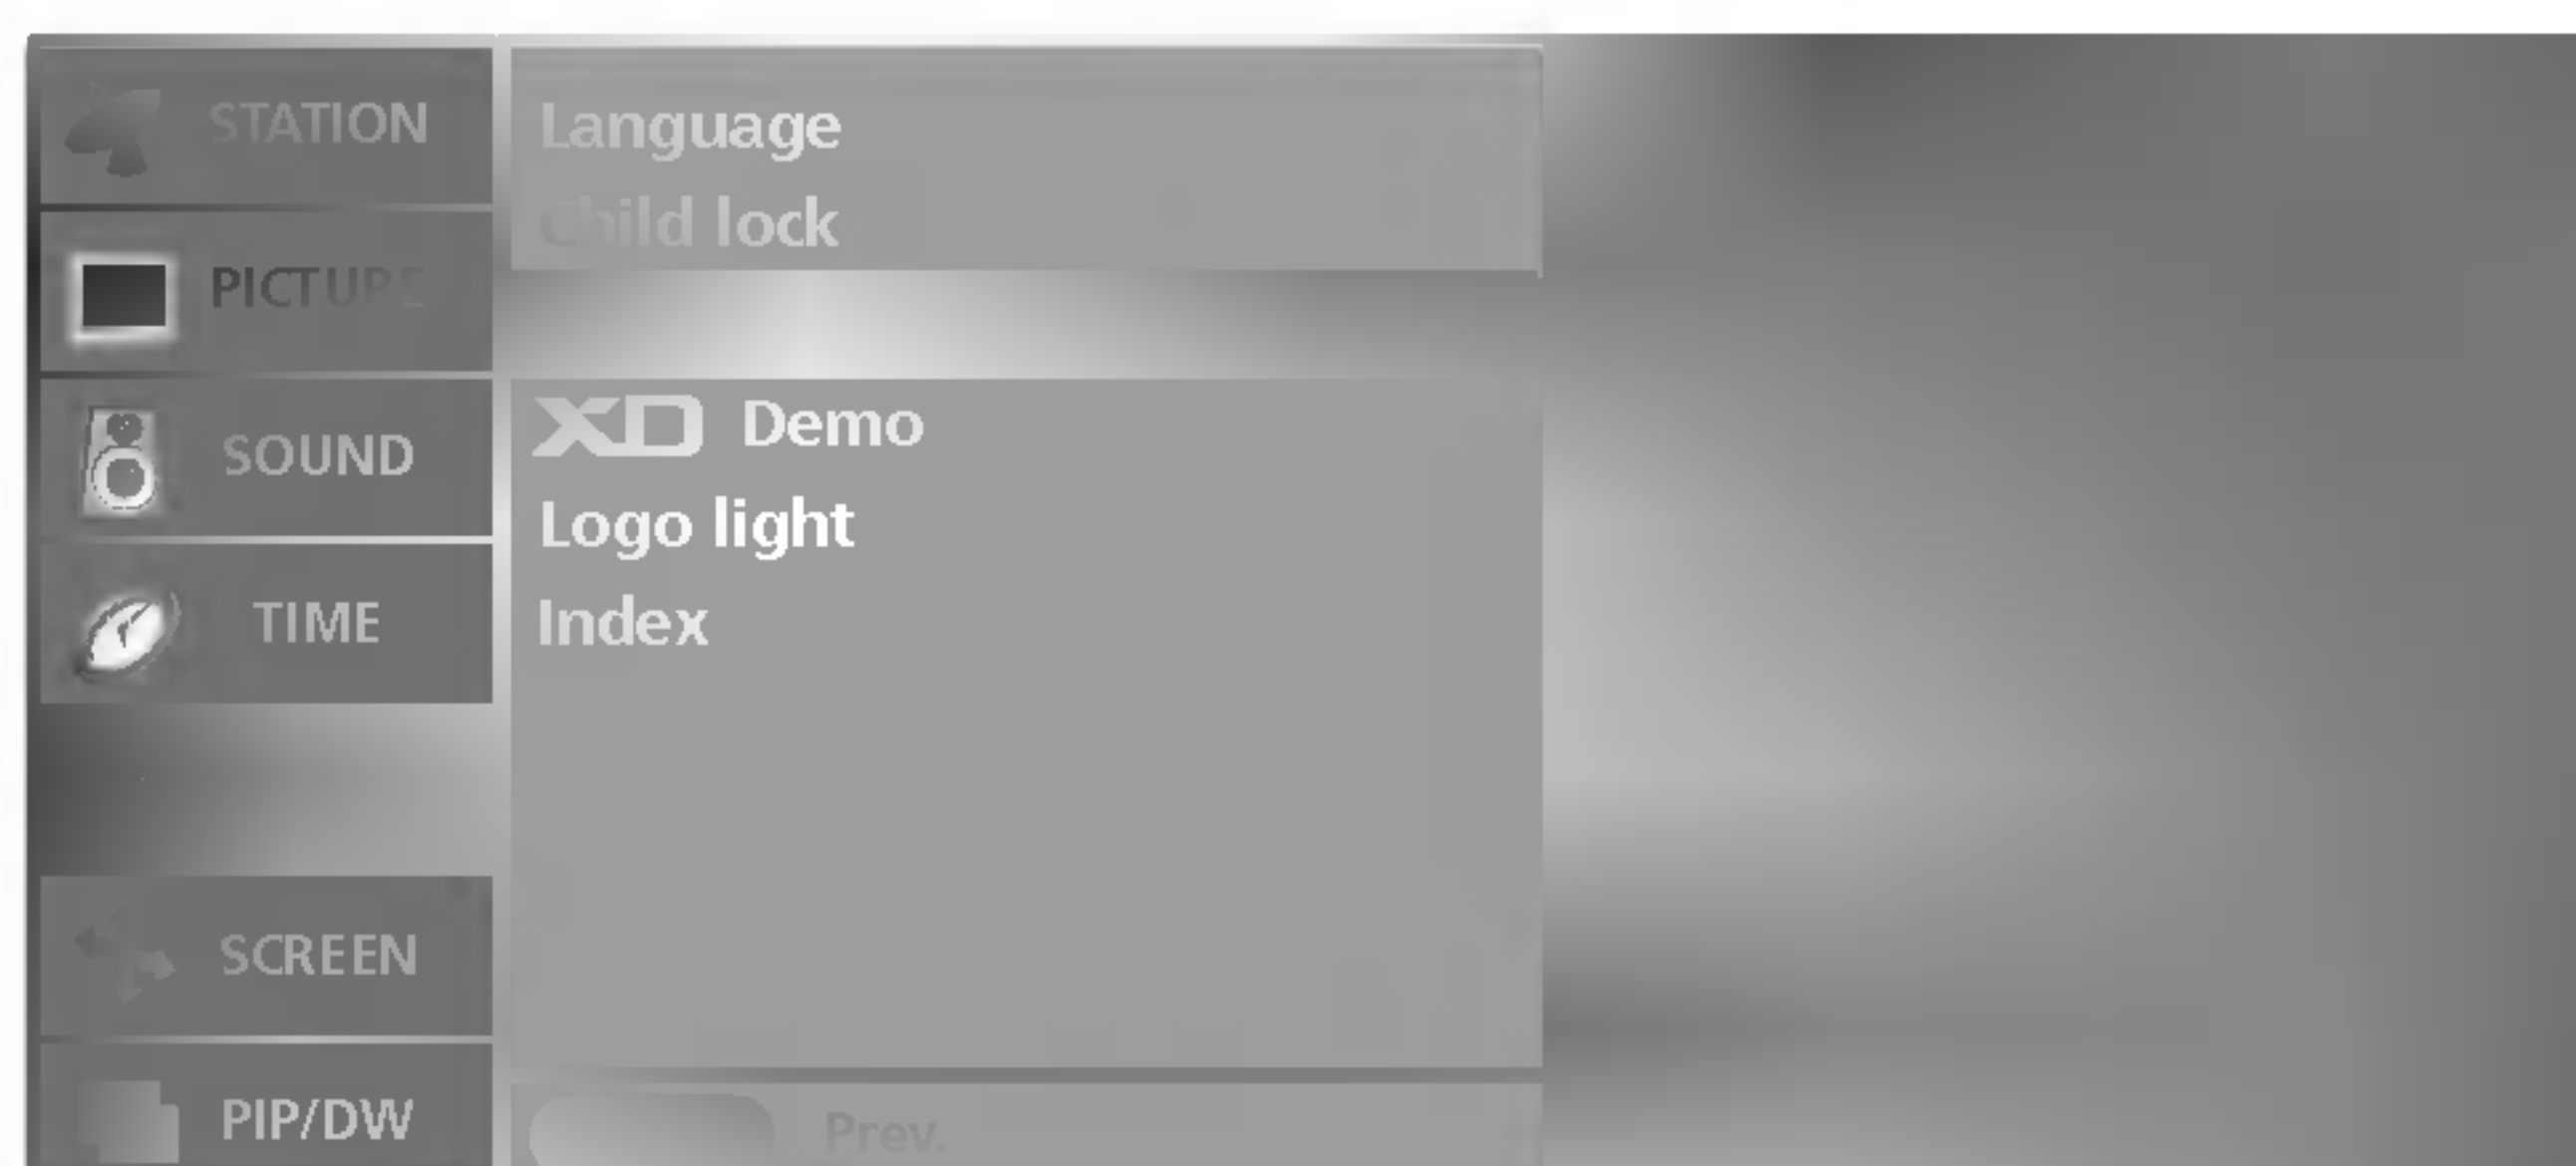 STATION
PICTURE
SOUND
TIME
SCREEN
PIP/DW
Language
Child lock
XD Demo
Logo light
Index
Prev.